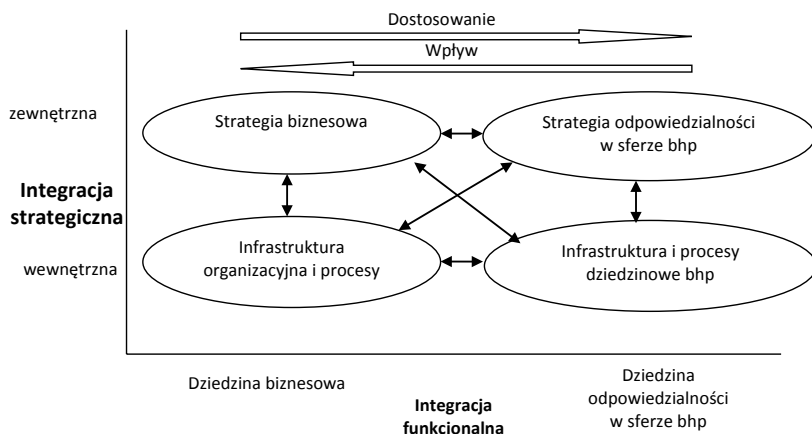 Dostosowanie
Wpływ
zewnętrzna
Strategia biznesowa
Strategia odpowiedzialności
w sferze bhp
Integracja
strategiczna
wewnętrzna
Infrastruktura
organizacyjna i procesy
Infrastruktura i procesy
dziedzinowe bhp
Dziedzina biznesowa
Integracja
funkcjonalna
Dziedzina
odpowiedzialności
w sferze bhp